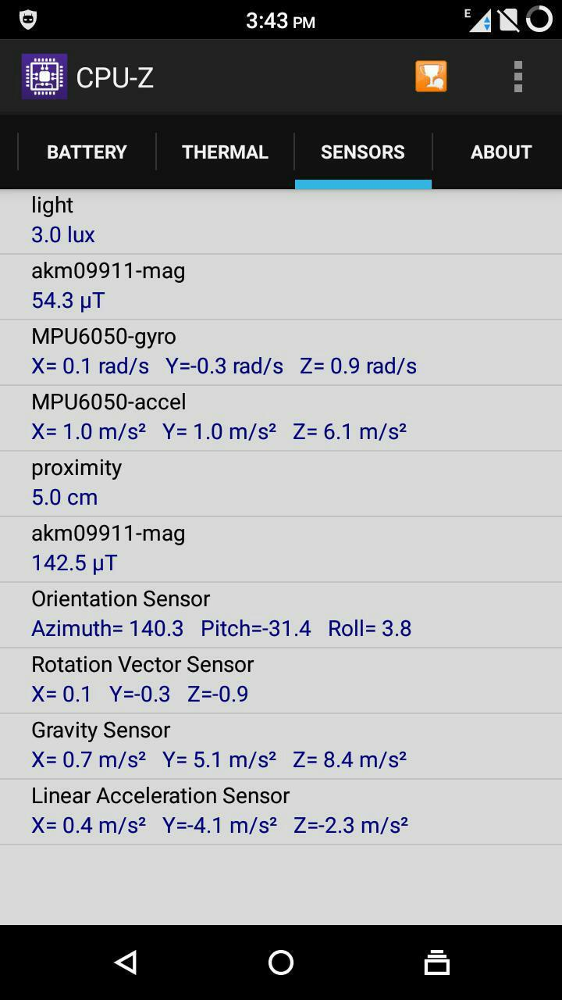 3:43 PM
E
CPU-Z
BATTERY THERMAL SENSORS ABOUT
light
3.0 lux
akm09911-mag
54.3 μT
MPU6050-gyro
X= 0.1 rad/s Y=-0.3 rad/s Z= 0.9 rad/s
MPU6050-accel
X= 1.0 m/s² Y= 1.0 m/s² Z= 6.1 m/s²
proximity
5.0 cm
akm09911-mag
142.5 μT
Orientation Sensor
Azimuth= 140.3 Pitch=-31.4 Roll= 3.8
Rotation Vector Sensor
X= 0.1 Y=-0.3 Z=-0.9
Gravity Sensor
X= 0.7 m/s² Y= 5.1 m/s² Z= 8.4 m/s²
Linear Acceleration Sensor
X= 0.4 m/s² Y=-4.1 m/s² Z=-2.3 m/s²